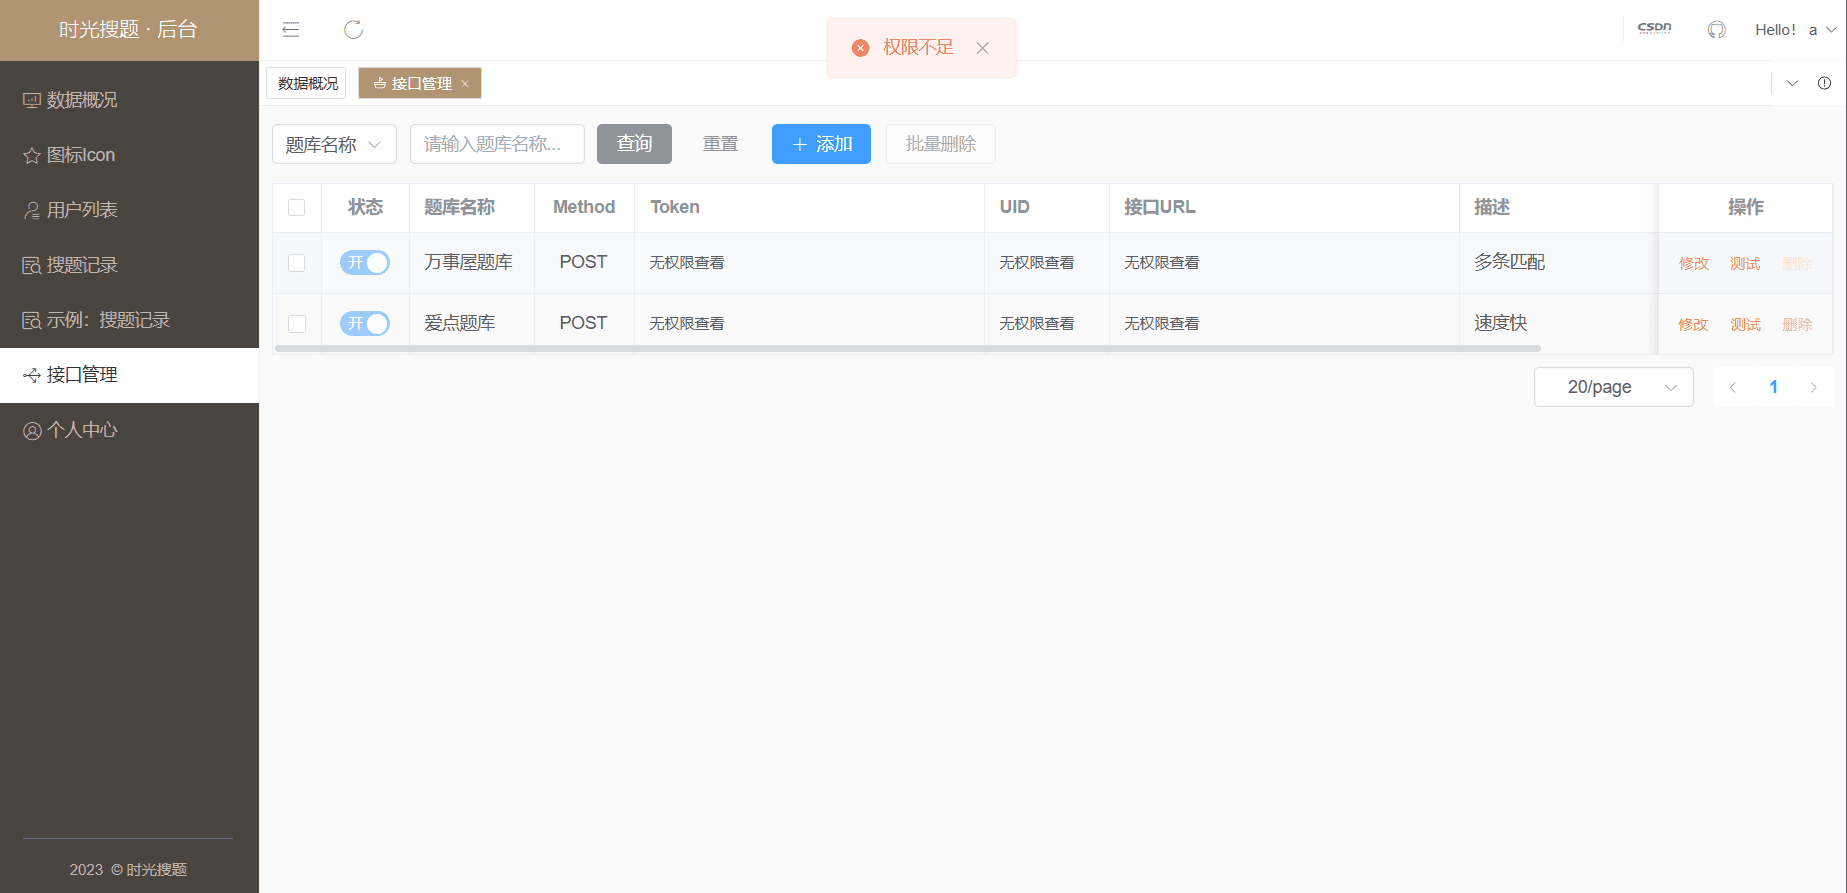 时光搜题 · 后台
数据概况
图标Icon
用户列表
搜题记录
示例：搜题记录
接口管理
个人中心
2023 © 时光搜题
权限不足
CSDN
Hello! a
数据概况 接口管理
题库名称 请输入题库名称... 查询 重置 添加 批量删除
状态 题库名称 Method Token UID 接口URL 描述 操作
开 万事屋题库 POST 无权限查看 无权限查看 无权限查看 多条匹配 修改 测试 删除
开 爱点题库 POST 无权限查看 无权限查看 无权限查看 速度快 修改 测试 删除
20/page 1